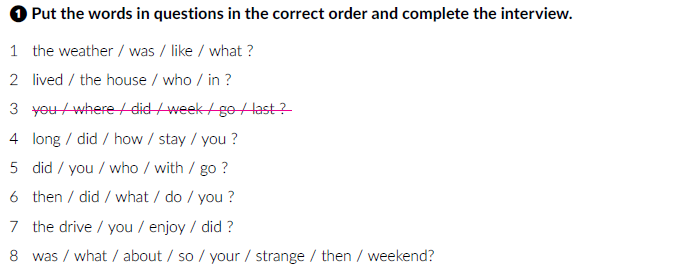 1 Put the words in questions in the correct order and complete the interview.
1 the weather / was / like / what ?
2 lived / the house / who / in ?
3 you / where / did / week / go / last ?
4 long / did / how / stay / you ?
5 did / you / who / with / go ?
6 then / did / what / do / you ?
7 the drive / you / enjoy / did ?
8 was / what / about / so / your / strange / then / weekend?